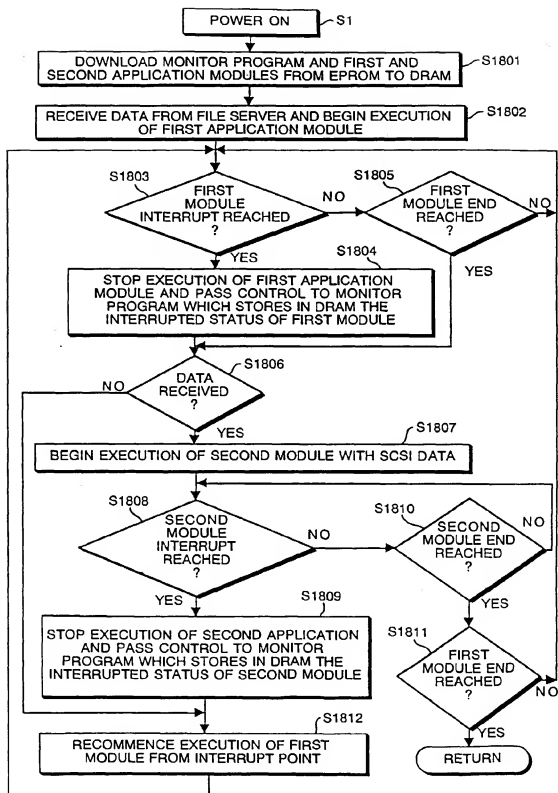 POWER ON
S1
DOWNLOAD MONITOR PROGRAM AND FIRST AND
SECOND APPLICATION MODULES FROM EPROM TO DRAM
S1801
RECEIVE DATA FROM FILE SERVER AND BEGIN EXECUTION
OF FIRST APPLICATION MODULE
S1802
S1803
FIRST
MODULE
INTERRUPT REACHED
?
NO
YES
S1805
FIRST
MODULE END
REACHED
?
NO
YES
S1804
STOP EXECUTION OF FIRST APPLICATION
MODULE AND PASS CONTROL TO MONITOR
PROGRAM WHICH STORES IN DRAM THE
INTERRUPTED STATUS OF FIRST MODULE
S1806
NO
DATA
RECEIVED
?
YES
S1807
BEGIN EXECUTION OF SECOND MODULE WITH SCSI DATA
S1808
SECOND
MODULE
INTERRUPT
REACHED
?
NO
YES
S1810
SECOND
MODULE END
REACHED
?
NO
YES
S1809
STOP EXECUTION OF SECOND APPLICATION
AND PASS CONTROL TO MONITOR
PROGRAM WHICH STORES IN DRAM THE
INTERRUPTED STATUS OF SECOND MODULE
S1811
FIRST
MODULE END
REACHED
?
NO
YES
S1812
RECOMMENCE EXECUTION OF FIRST
MODULE FROM INTERRUPT POINT
RETURN